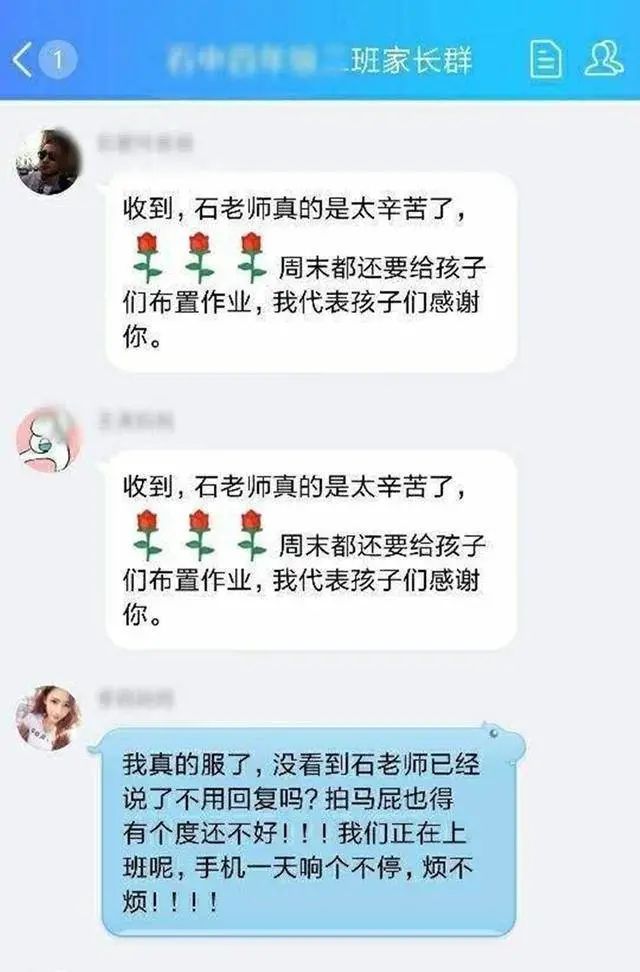 1
班家长群
收到，石老师真的是太辛苦了，
周末都还要给孩子
们布置作业，我代表孩子们感谢
你。
收到，石老师真的是太辛苦了，
周末都还要给孩子
们布置作业，我代表孩子们感谢
你。
我真的服了，没看到石老师已经
说了不用回复吗？拍马屁也得
有个度还不好！！！我们正在上
班呢，手机一天响个不停，烦不
烦！！！！